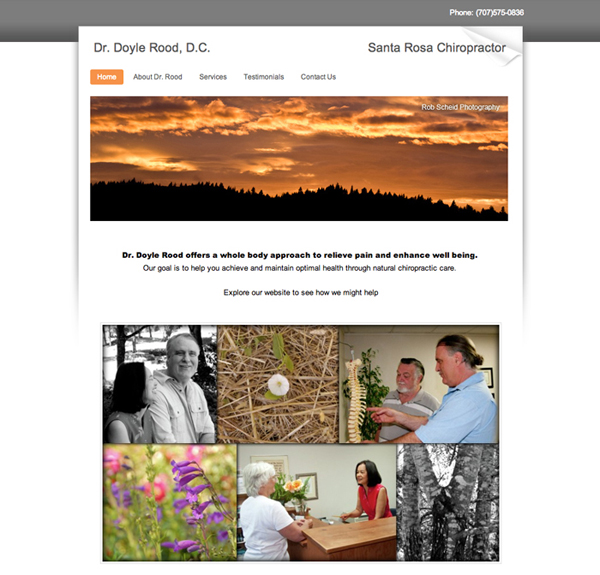 Phone: (707)575-0836
Dr. Doyle Rood, D.C. Santa Rosa Chiropractor
Home About Dr. Rood Services Testimonials Contact Us
Rob Scheid Photography
Dr. Doyle Rood offers a whole body approach to relieve pain and enhance well being.
Our goal is to help you achieve and maintain optimal health through natural chiropractic care.
Explore our website to see how we might help